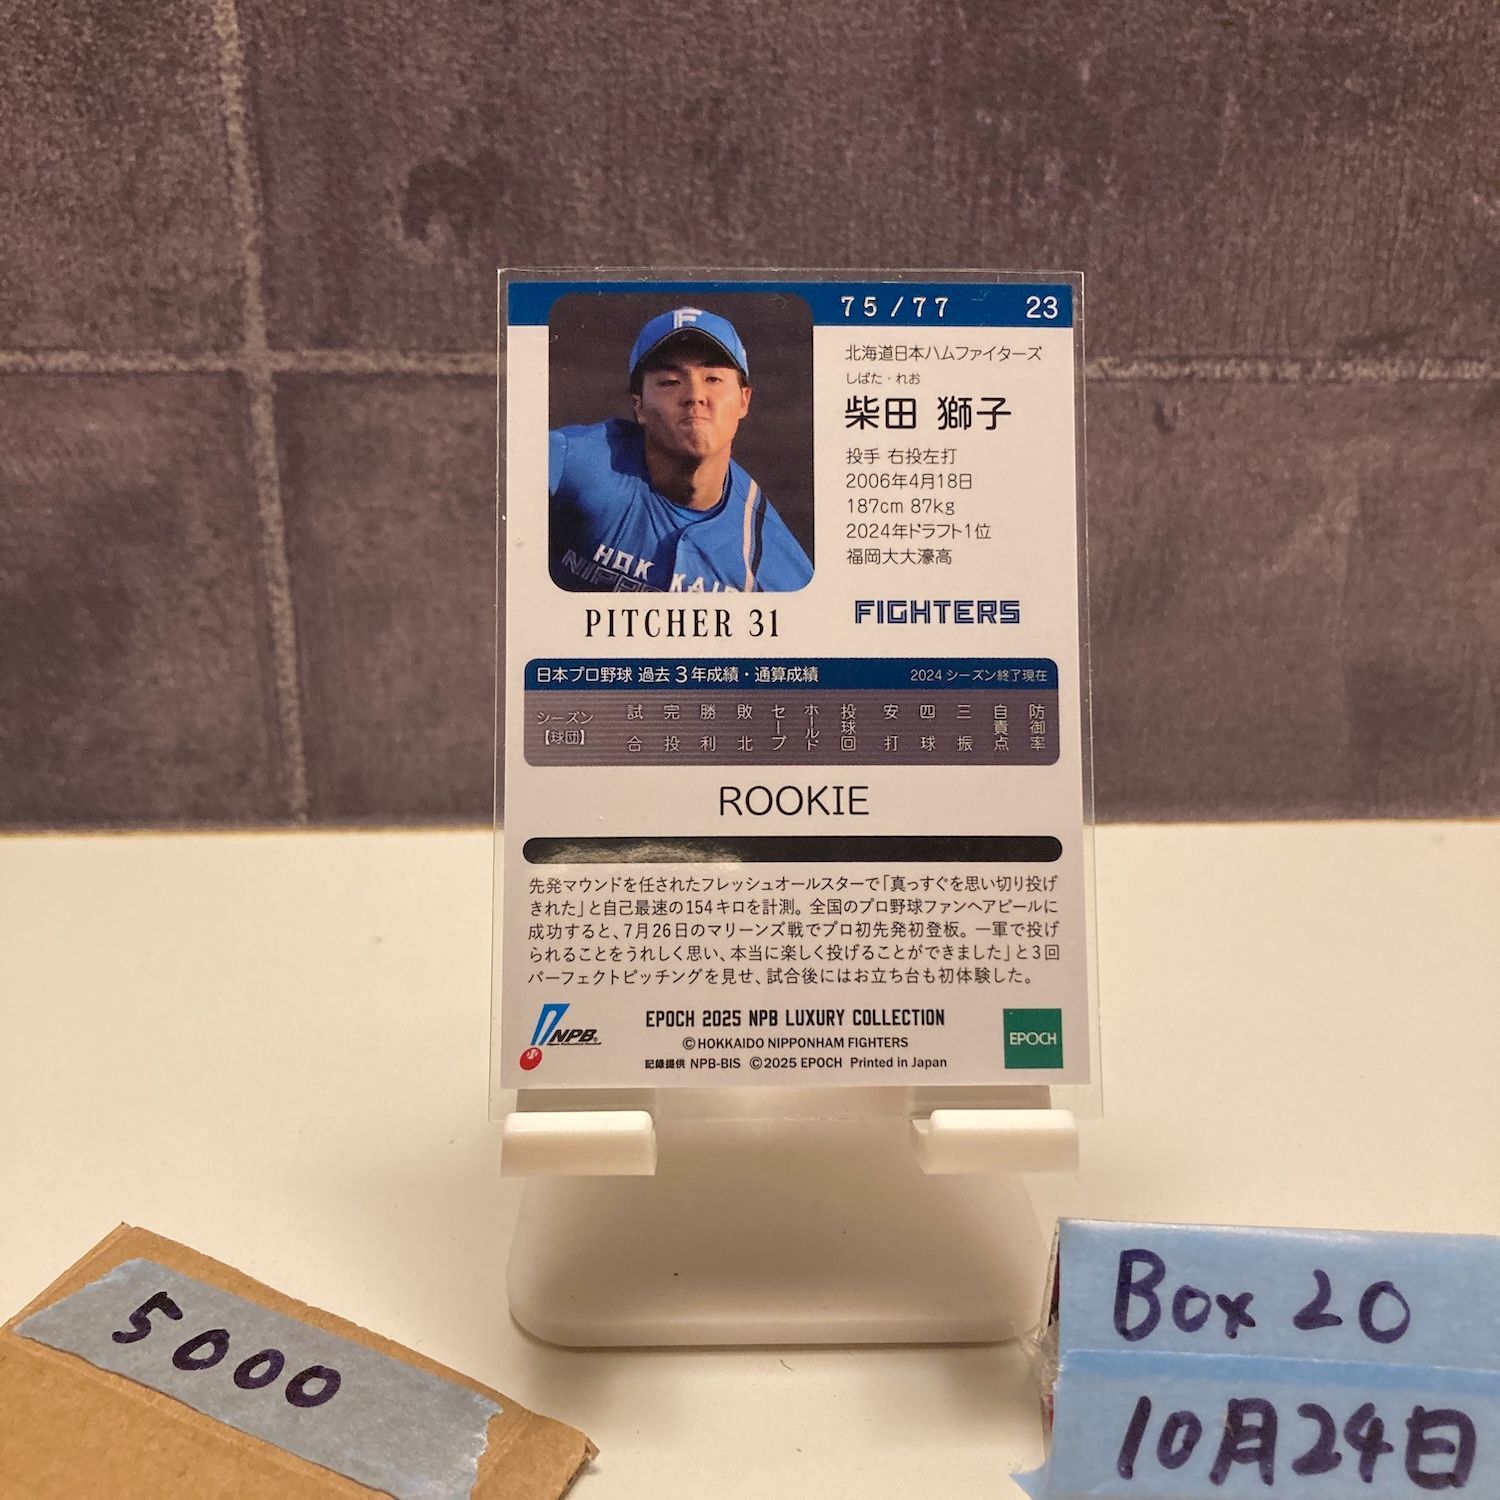 75/77 23
北海道日本ハムファイターズ
しばた・れお
柴田 獅子
投手 右投左打
2006年4月18日
187cm 87kg
2024年ドラフト1位
福岡大大濠高
F
HOK KAI
NIPPO
PITCHER 31
FIGHTERS
日本プロ野球 過去3年成績・通算成績 2024シーズン終了現在
シーズン【球団】 試合 完投 勝利 敗北 セーブ ホールド 投球回 安打 四球 三振 自責点 防御率
ROOKIE
先発マウンドを任されたフレッシュオールスターで「真っすぐを思い切り投げ
きれた」と自己最速の154キロを計測。全国のプロ野球ファンへアピールに
成功すると、7月26日のマリーンズ戦でプロ初先発初登板。一軍で投げ
られることをうれしく思い、本当に楽しく投げることができました」と3回
パーフェクトピッチングを見せ、試合後にはお立ち台も初体験した。
NPB
EPOCH 2025 NPB LUXURY COLLECTION
©HOKKAIDO NIPPONHAM FIGHTERS
記録提供 NPB-BIS ©2025 EPOCH Printed in Japan
EPOCH
5000
Box 20
10月24日